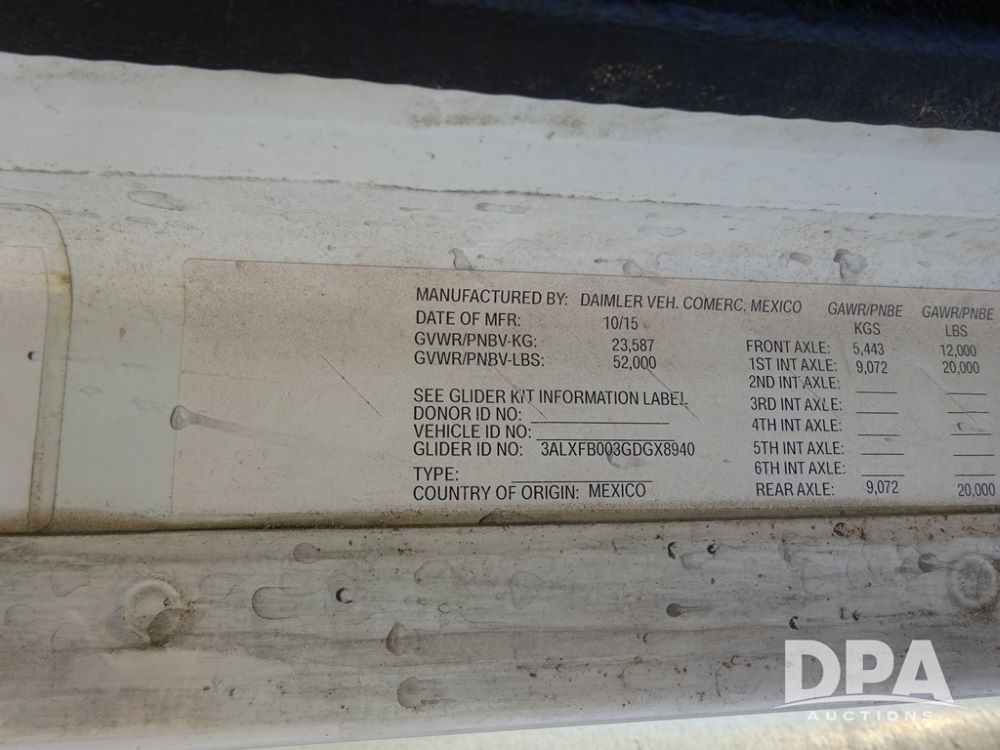 MANUFACTURED BY: DAIMLER VEH. COMERC. MEXICO
DATE OF MFR: 10/15
GVWR/PNBV-KG: 23,587
GVWR/PNBV-LBS: 52,000
SEE GLIDER KIT INFORMATION LABEL
DONOR ID NO:
VEHICLE ID NO:
GLIDER ID NO: 3ALXFB003GDGX8940
TYPE:
COUNTRY OF ORIGIN: MEXICO
GAWR/PNBE GAWR/PNBE
KGS LBS
FRONT AXLE: 5,443 12,000
1ST INT AXLE: 9,072 20,000
2ND INT AXLE:
3RD INT AXLE:
4TH INT AXLE:
5TH INT AXLE:
6TH INT AXLE:
REAR AXLE: 9,072 20,000
DPA
AUCTIONS